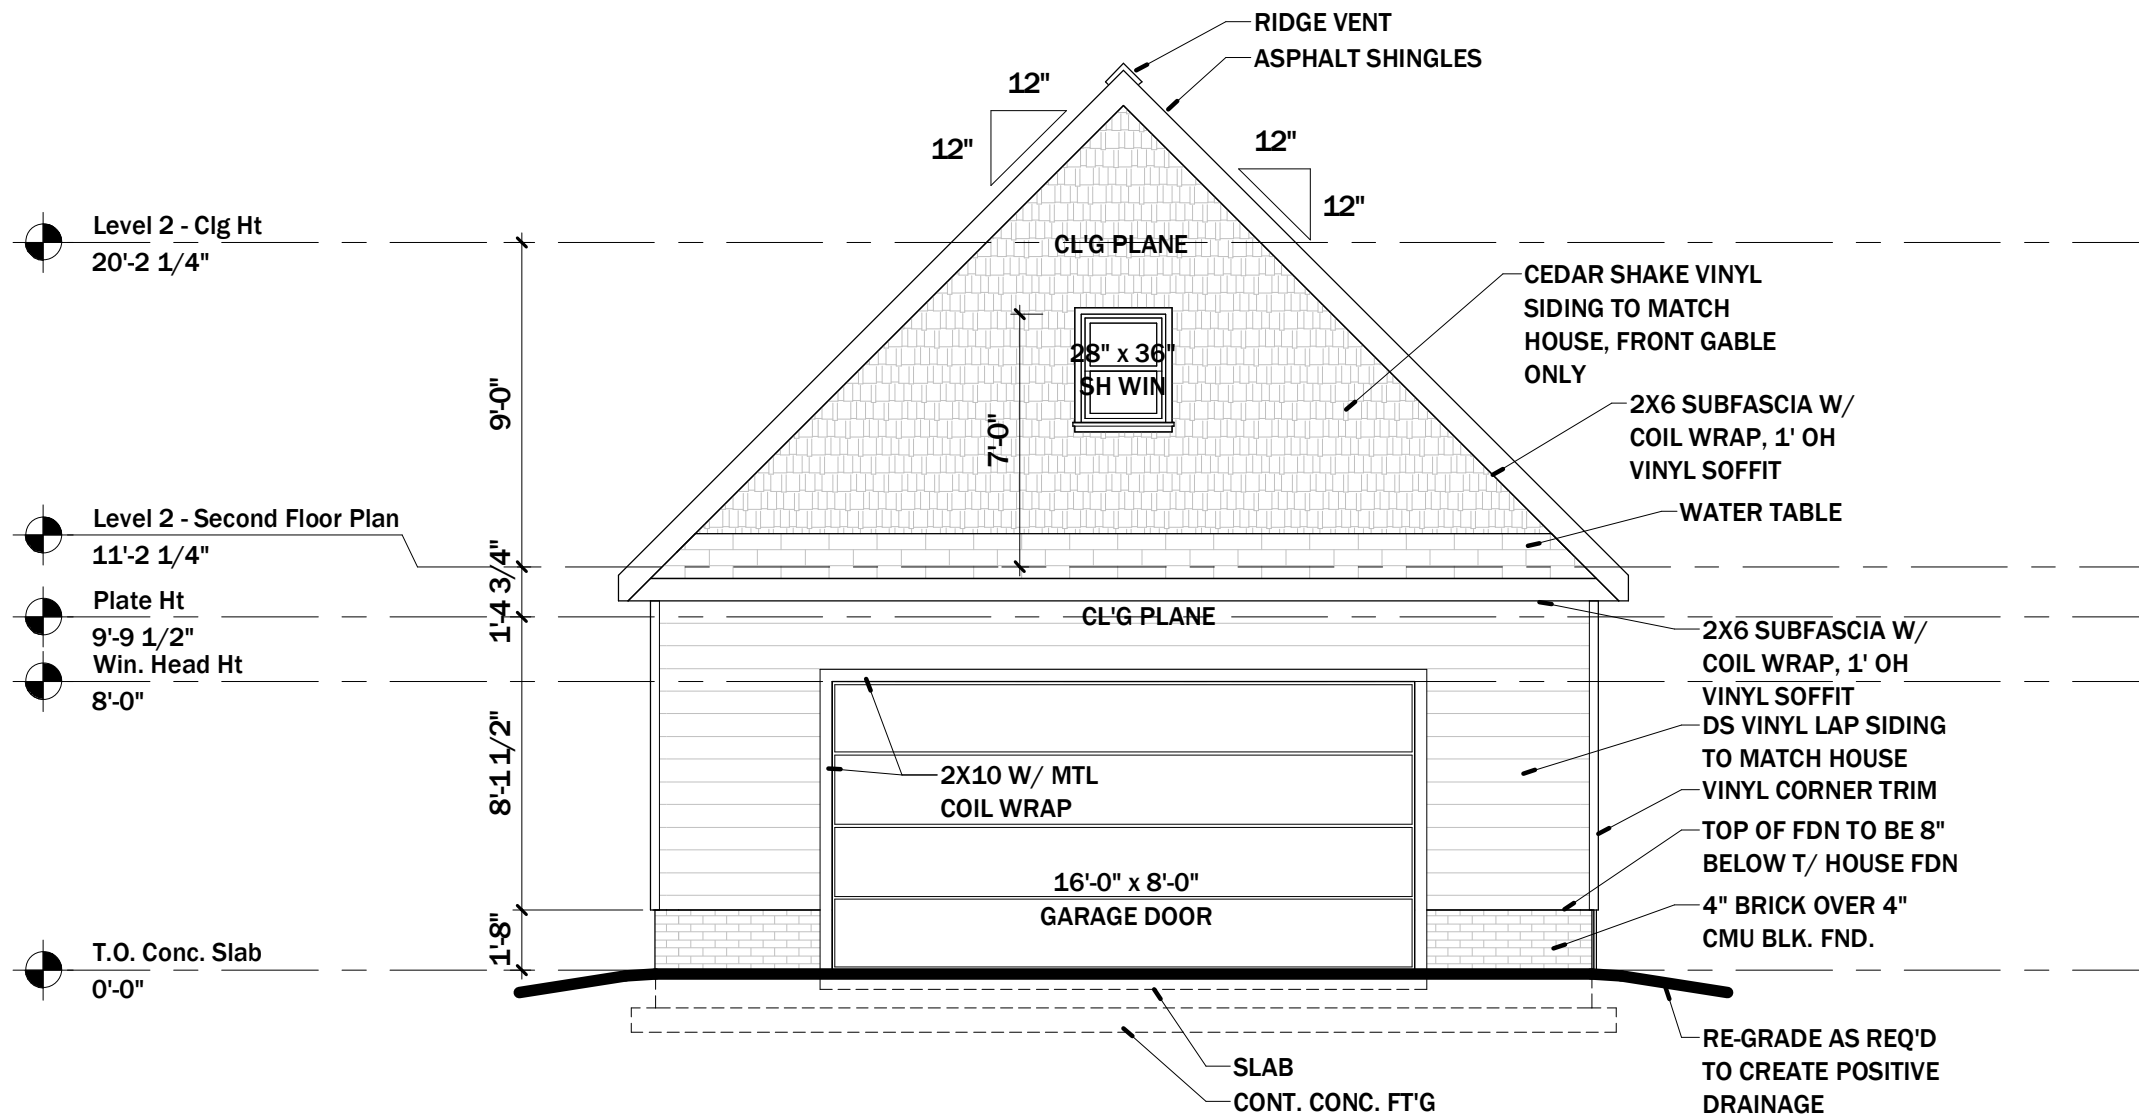 RIDGE VENT
ASPHALT SHINGLES
12"
12"
12"
12"
Level 2 - Clg Ht
20'-2 1/4"
CL'G PLANE
CEDAR SHAKE VINYL
SIDING TO MATCH
HOUSE, FRONT GABLE
ONLY
28" x 36"
SH WIN
9'-0"
7'-0"
2X6 SUBFASCIA W/
COIL WRAP, 1' OH
VINYL SOFFIT
WATER TABLE
Level 2 - Second Floor Plan
11'-2 1/4"
1'-4 3/4"
Plate Ht
9'-9 1/2"
CL'G PLANE
2X6 SUBFASCIA W/
COIL WRAP, 1' OH
VINYL SOFFIT
Win. Head Ht
8'-0"
DS VINYL LAP SIDING
TO MATCH HOUSE
VINYL CORNER TRIM
8'-1 1/2"
2X10 W/ MTL
COIL WRAP
TOP OF FDN TO BE 8"
BELOW T/ HOUSE FDN
16'-0" x 8'-0"
GARAGE DOOR
4" BRICK OVER 4"
CMU BLK. FND.
1'-8"
T.O. Conc. Slab
0'-0"
RE-GRADE AS REQ'D
TO CREATE POSITIVE
DRAINAGE
SLAB
CONT. CONC. FT'G